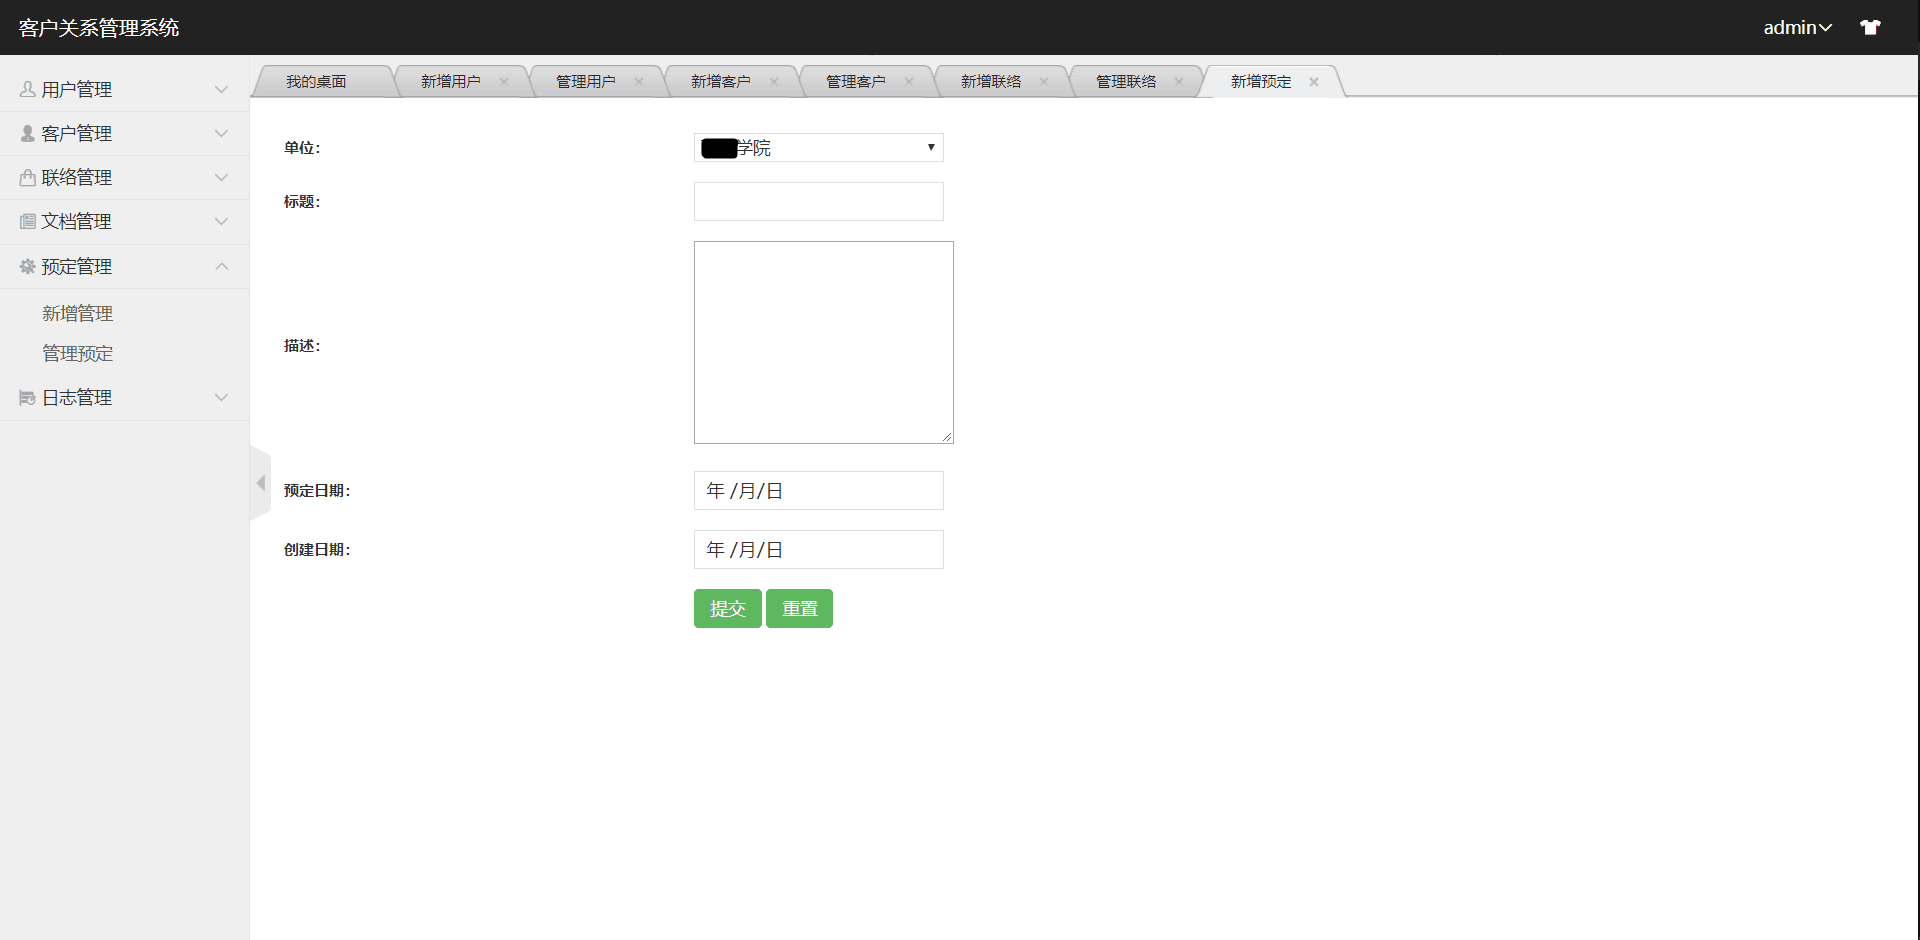 客户关系管理系统
admin
用户管理
客户管理
联络管理
文档管理
预定管理
新增管理
管理预定
日志管理
我的桌面
新增用户
管理用户
新增客户
管理客户
新增联络
管理联络
新增预定
单位：
学院
标题：
描述：
预定日期：
年 /月/日
创建日期：
年 /月/日
提交
重置